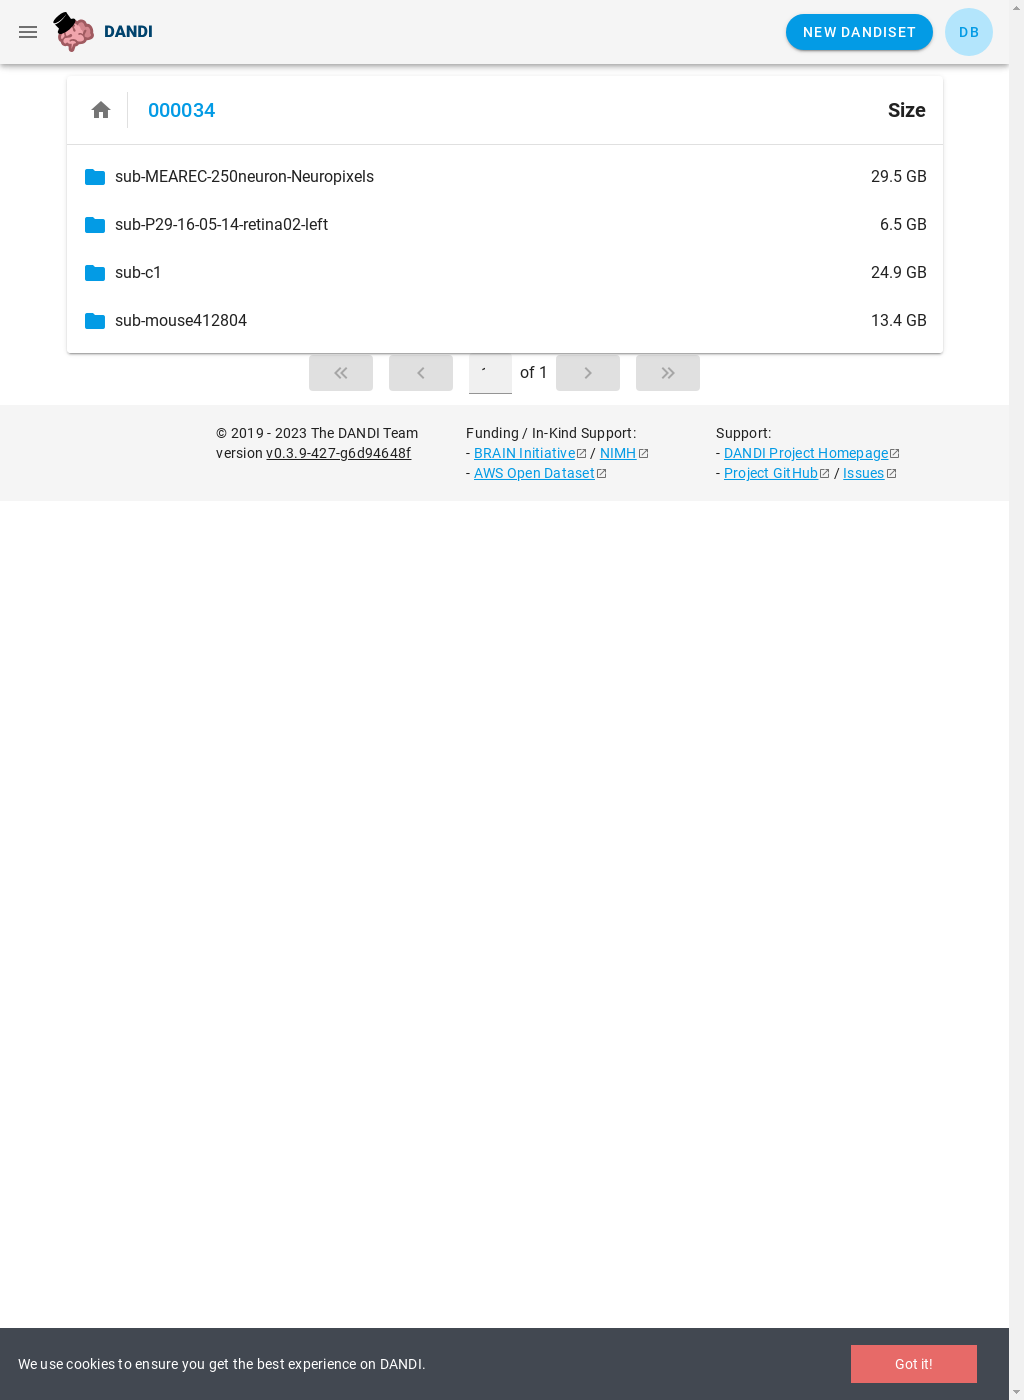 DANDI
NEW DANDISET
DB
000034
Size
sub-MEAREC-250neuron-Neuropixels 29.5 GB
sub-P29-16-05-14-retina02-left 6.5 GB
sub-c1 24.9 GB
sub-mouse412804 13.4 GB
of 1
© 2019 - 2023 The DANDI Team
version v0.3.9-427-g6d94648f
Funding / In-Kind Support:
- BRAIN Initiative / NIMH
- AWS Open Dataset
Support:
- DANDI Project Homepage
- Project GitHub / Issues
We use cookies to ensure you get the best experience on DANDI.
Got it!